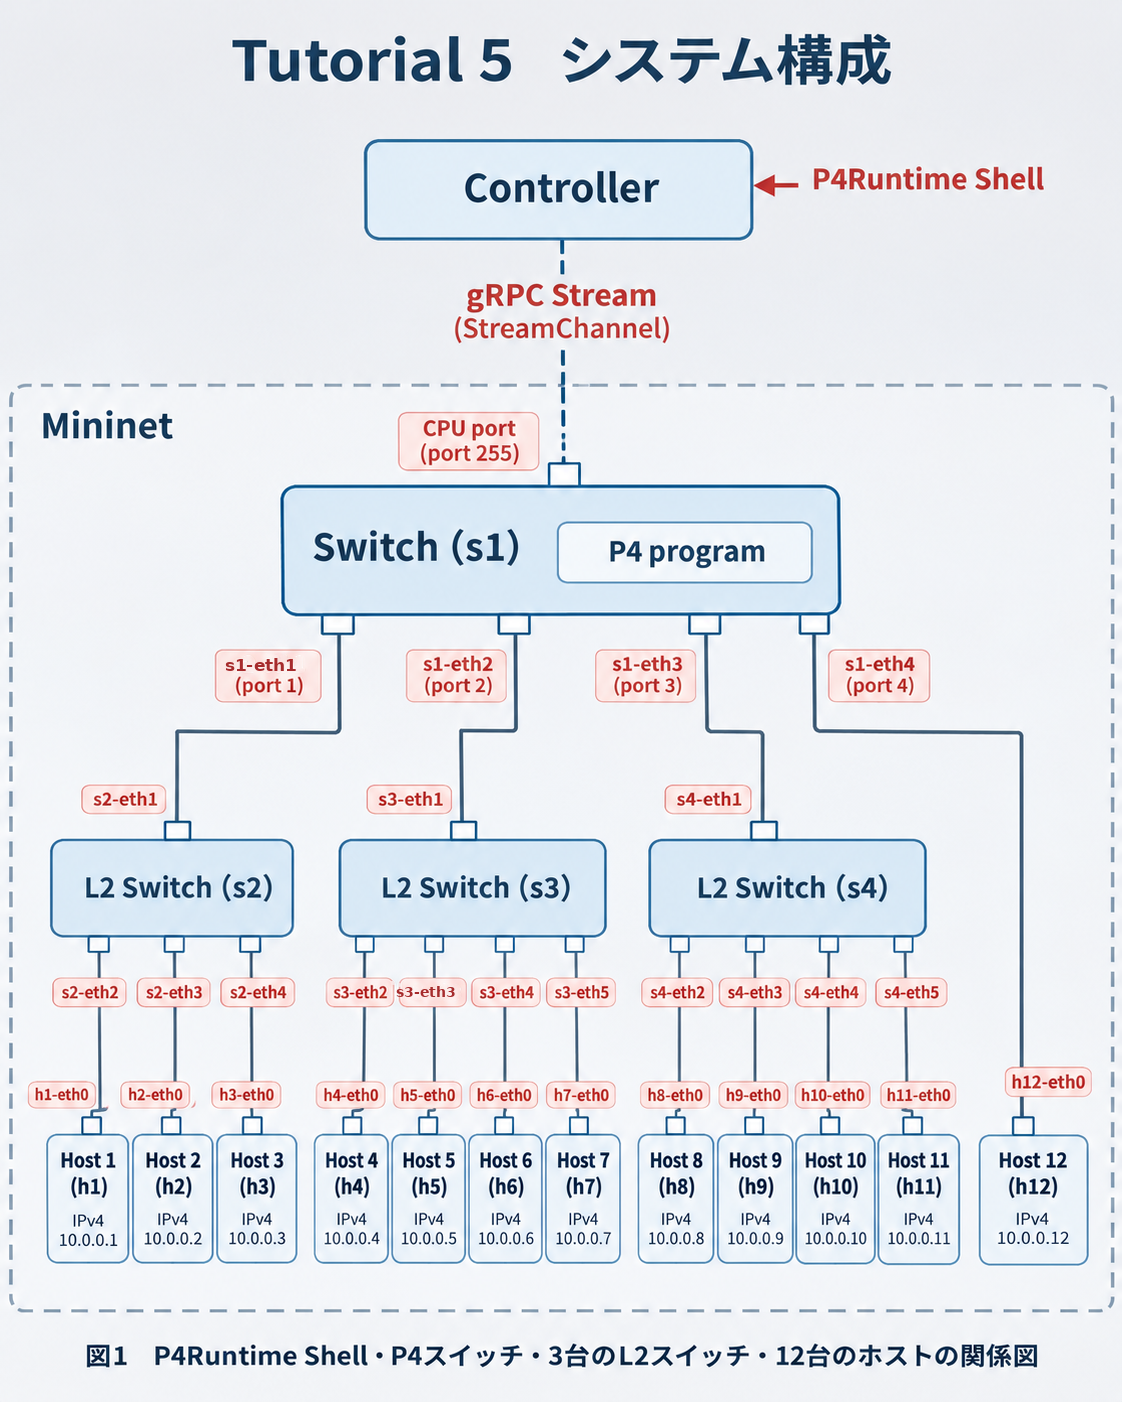 Tutorial 5 システム構成
Controller
P4Runtime Shell
gRPC Stream
(StreamChannel)
Mininet
CPU port
(port 255)
Switch (s1)
P4 program
s1-eth1
(port 1)
s1-eth2
(port 2)
s1-eth3
(port 3)
s1-eth4
(port 4)
s2-eth1
s3-eth1
s4-eth1
L2 Switch (s2)
L2 Switch (s3)
L2 Switch (s4)
s2-eth2
s2-eth3
s2-eth4
s3-eth2
s3-eth3
s3-eth4
s3-eth5
s4-eth2
s4-eth3
s4-eth4
s4-eth5
h1-eth0
h2-eth0
h3-eth0
h4-eth0
h5-eth0
h6-eth0
h7-eth0
h8-eth0
h9-eth0
h10-eth0
h11-eth0
h12-eth0
Host 1
(h1)
IPv4
10.0.0.1
Host 2
(h2)
IPv4
10.0.0.2
Host 3
(h3)
IPv4
10.0.0.3
Host 4
(h4)
IPv4
10.0.0.4
Host 5
(h5)
IPv4
10.0.0.5
Host 6
(h6)
IPv4
10.0.0.6
Host 7
(h7)
IPv4
10.0.0.7
Host 8
(h8)
IPv4
10.0.0.8
Host 9
(h9)
IPv4
10.0.0.9
Host 10
(h10)
IPv4
10.0.0.10
Host 11
(h11)
IPv4
10.0.0.11
Host 12
(h12)
IPv4
10.0.0.12
図1 P4Runtime Shell・P4スイッチ・3台のL2スイッチ・12台のホストの関係図